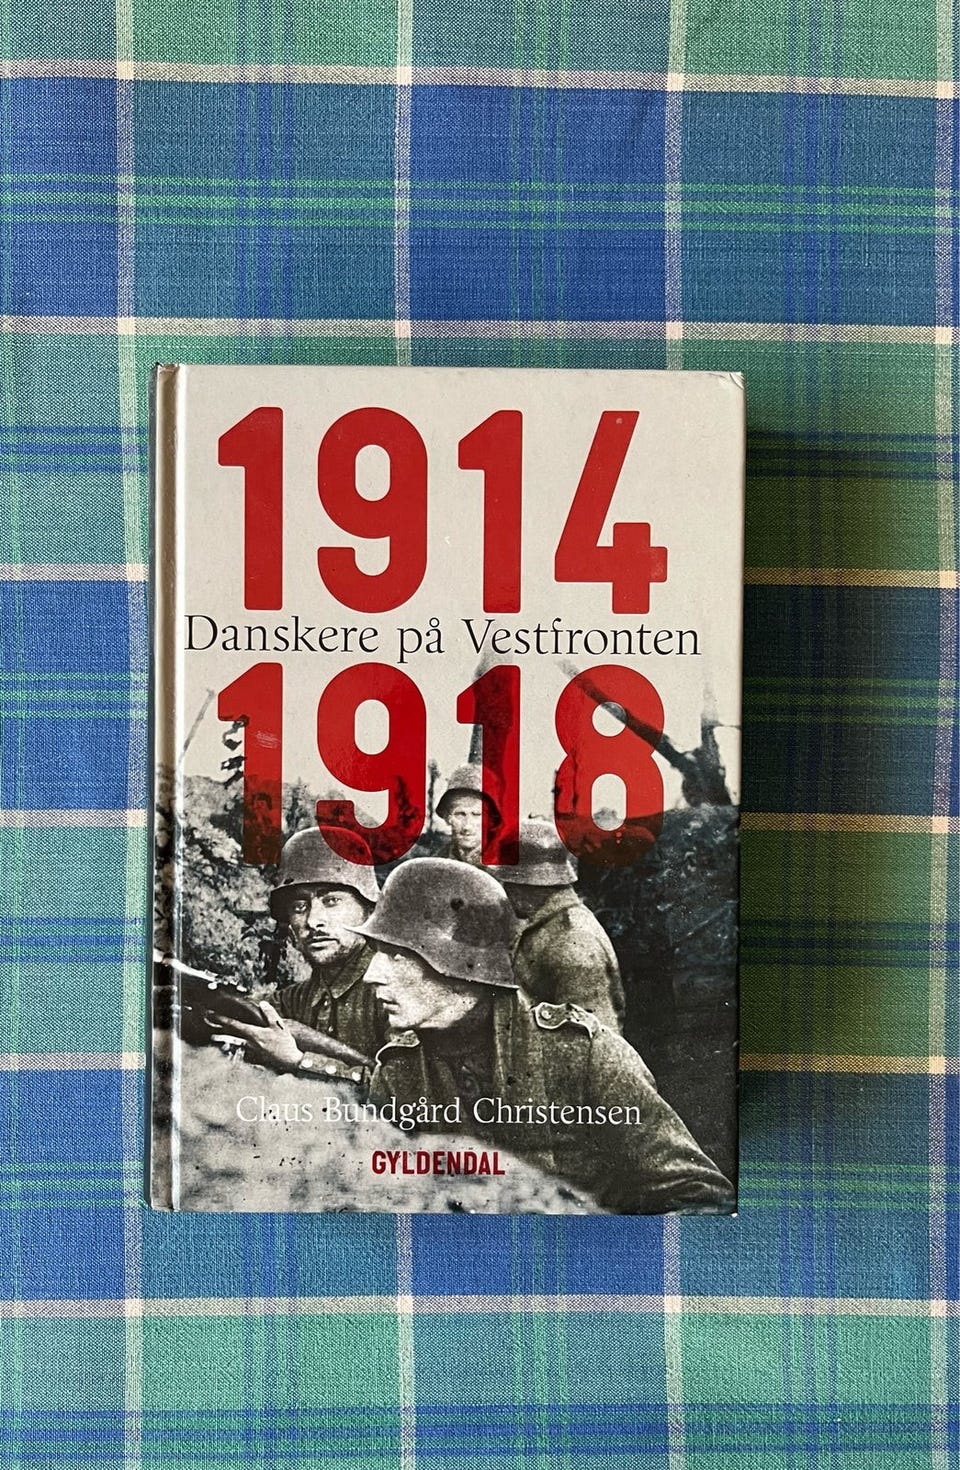 1914
Danskere på Vestfronten
1918
Claus Bundgård Christensen
GYLDENDAL